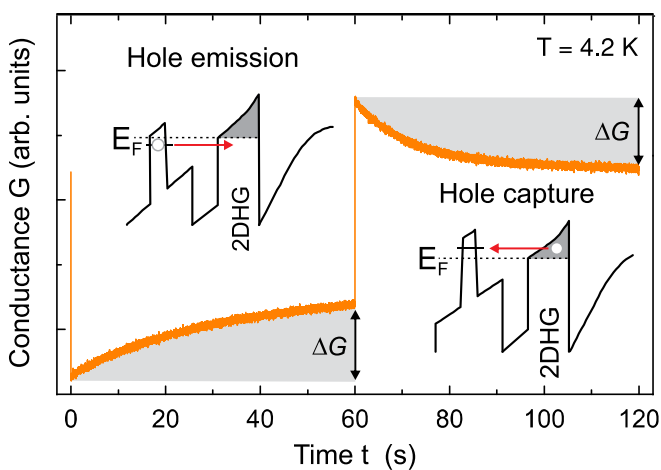 Conductance G (arb. units)
Hole emission
T = 4.2 K
E_F
2DHG
ΔG
Hole capture
E_F
2DHG
ΔG
0 20 40 60 80 100 120
Time t (s)